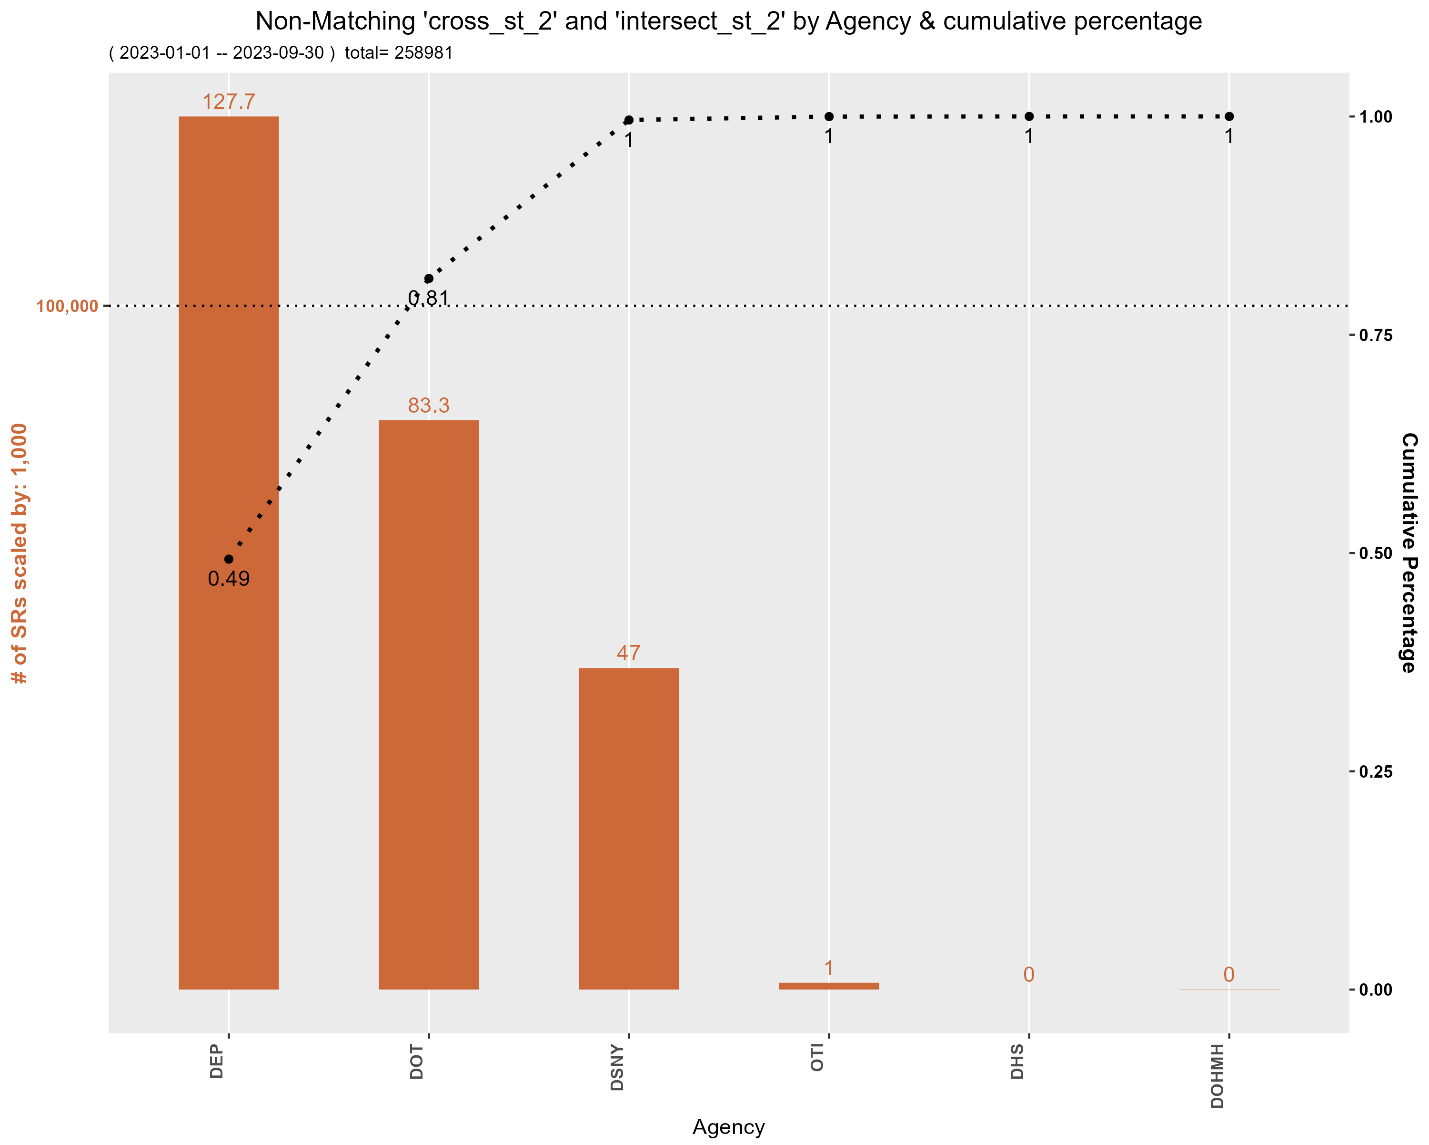 Non-Matching 'cross_st_2' and 'intersect_st_2' by Agency & cumulative percentage
( 2023-01-01 -- 2023-09-30 )  total= 258981
127.7
1.00
1
1
1
1
0.81
100,000
0.75
83.3
# of SRs scaled by: 1,000
Cumulative Percentage
0.50
0.49
47
0.25
1
0
0
0.00
DEP
DOT
DSNY
OTI
DHS
DOHMH
Agency